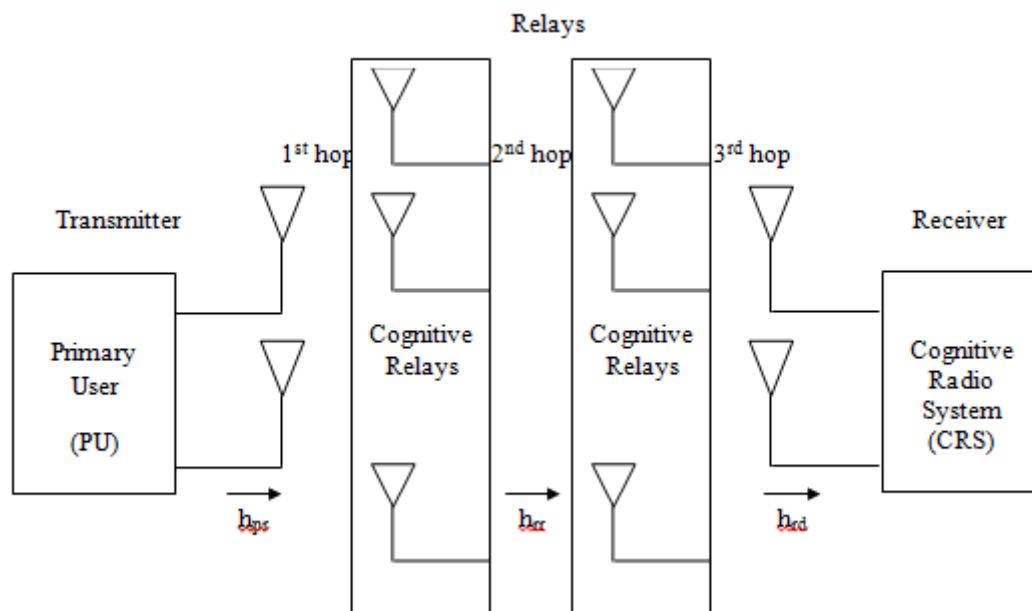 Relays
1st hop
2nd hop
3rd hop
Transmitter
Receiver
Primary
User
(PU)
Cognitive
Relays
Cognitive
Relays
Cognitive
Radio
System
(CRS)
hps
hrr
hrd